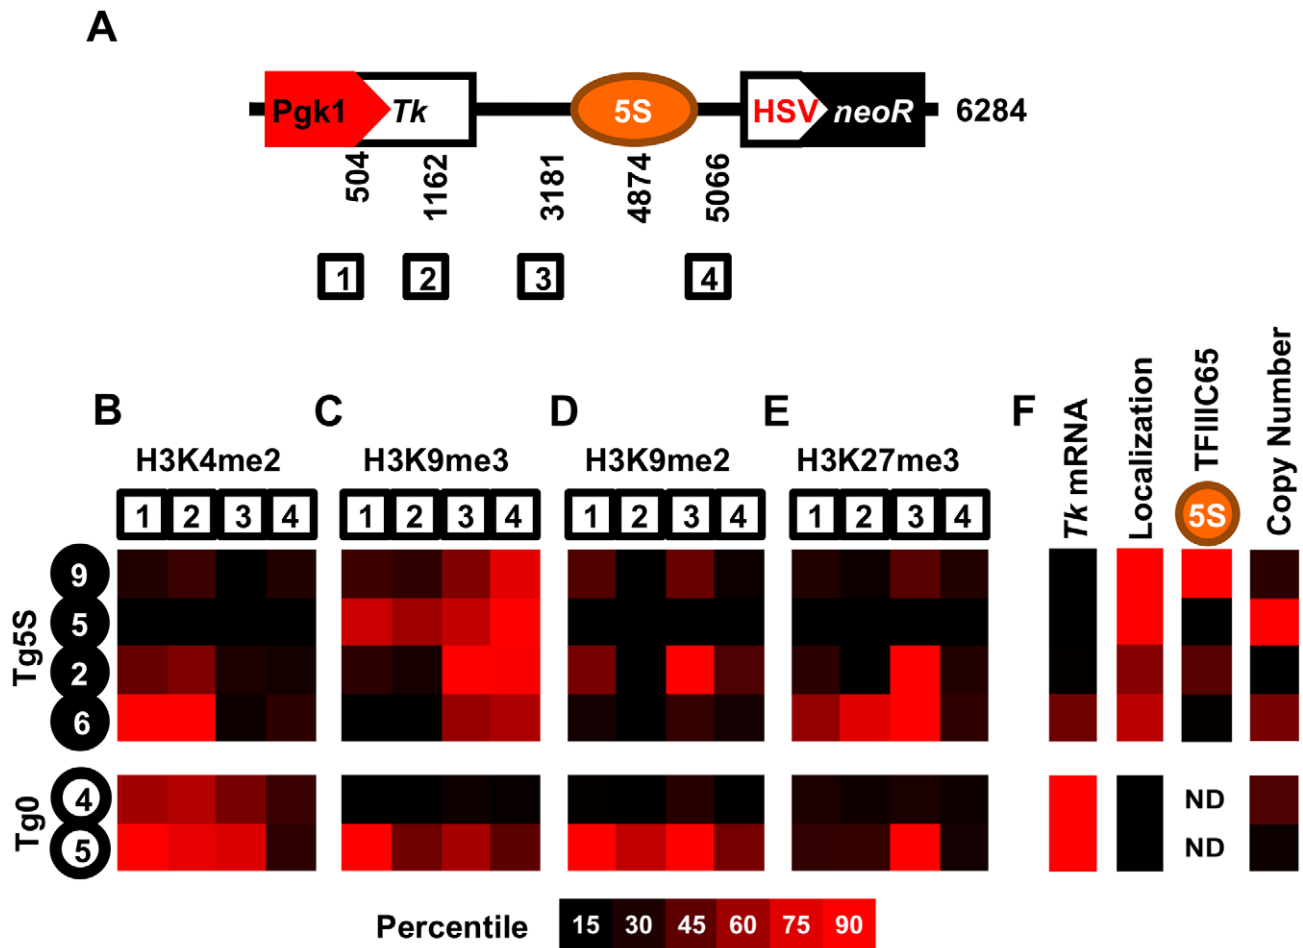 A
Pgk1 Tk 5S HSV neoR 6284
504 1162 3181 4874 5066
1 2 3 4
B C D E F
H3K4me2 H3K9me3 H3K9me2 H3K27me3
Tk mRNA Localization TFIIIC65 Copy Number
1 2 3 4 1 2 3 4 1 2 3 4 1 2 3 4 5S
Tg5S
9
5
2
6
Tg0
4 ND
5 ND
Percentile 15 30 45 60 75 90